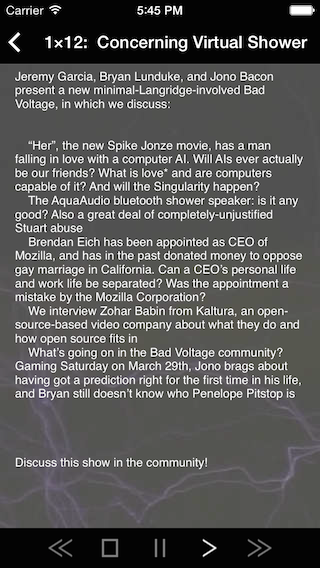 Carrier 5:45 PM
1×12: Concerning Virtual Shower
Jeremy Garcia, Bryan Lunduke, and Jono Bacon
present a new minimal-Langridge-involved Bad
Voltage, in which we discuss:
“Her”, the new Spike Jonze movie, has a man
falling in love with a computer AI. Will AIs ever actually
be our friends? What is love* and are computers
capable of it? And will the Singularity happen?
The AquaAudio bluetooth shower speaker: is it any
good? Also a great deal of completely-unjustified
Stuart abuse
Brendan Eich has been appointed as CEO of
Mozilla, and has in the past donated money to oppose
gay marriage in California. Can a CEO’s personal life
and work life be separated? Was the appointment a
mistake by the Mozilla Corporation?
We interview Zohar Babin from Kaltura, an open-
source-based video company about what they do and
how open source fits in
What’s going on in the Bad Voltage community?
Gaming Saturday on March 29th, Jono brags about
having got a prediction right for the first time in his life,
and Bryan still doesn’t know who Penelope Pitstop is
Discuss this show in the community!